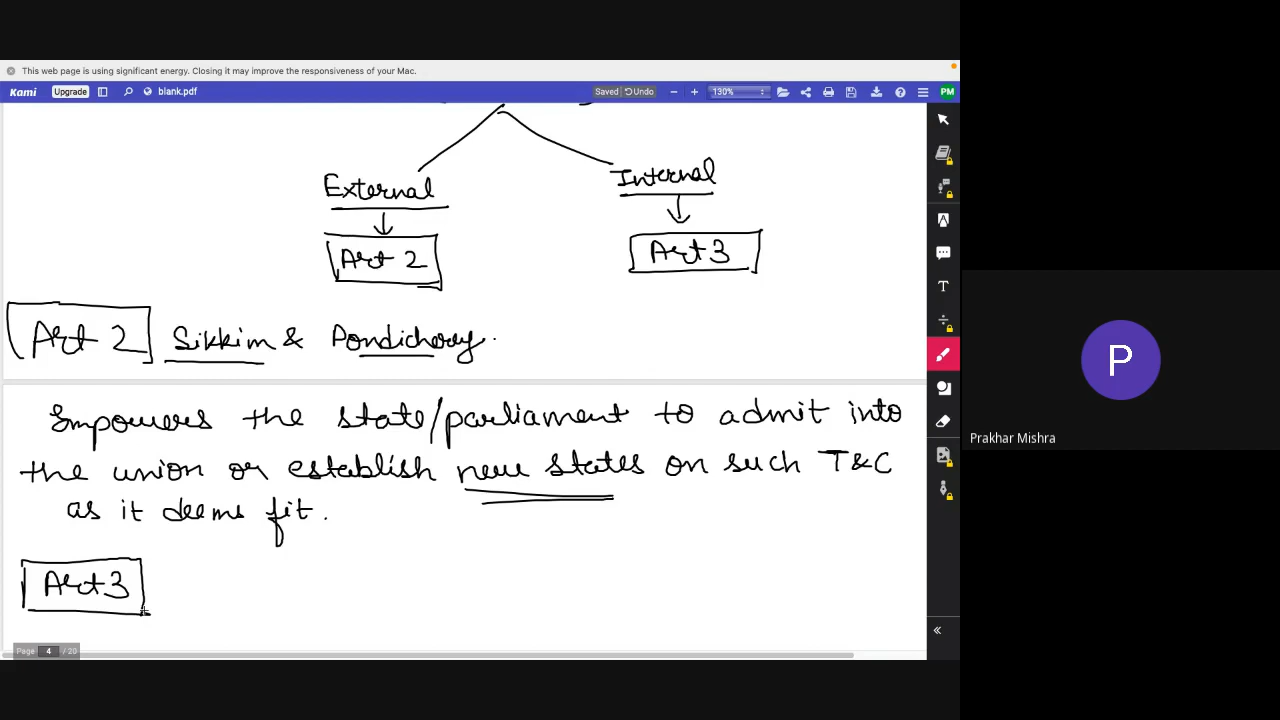 This web page is using significant energy. Closing it may improve the responsiveness of your Mac.
Kami Upgrade blank.pdf Saved Undo 130% PM
External Internal
Art 2 Art 3
Art 2 Sikkim & Pondicherry.
Empowers the state/parliament to admit into
the union or establish new states on such T&C
as it deems fit.
Art 3
Page 4 / 20
P
Prakhar Mishra